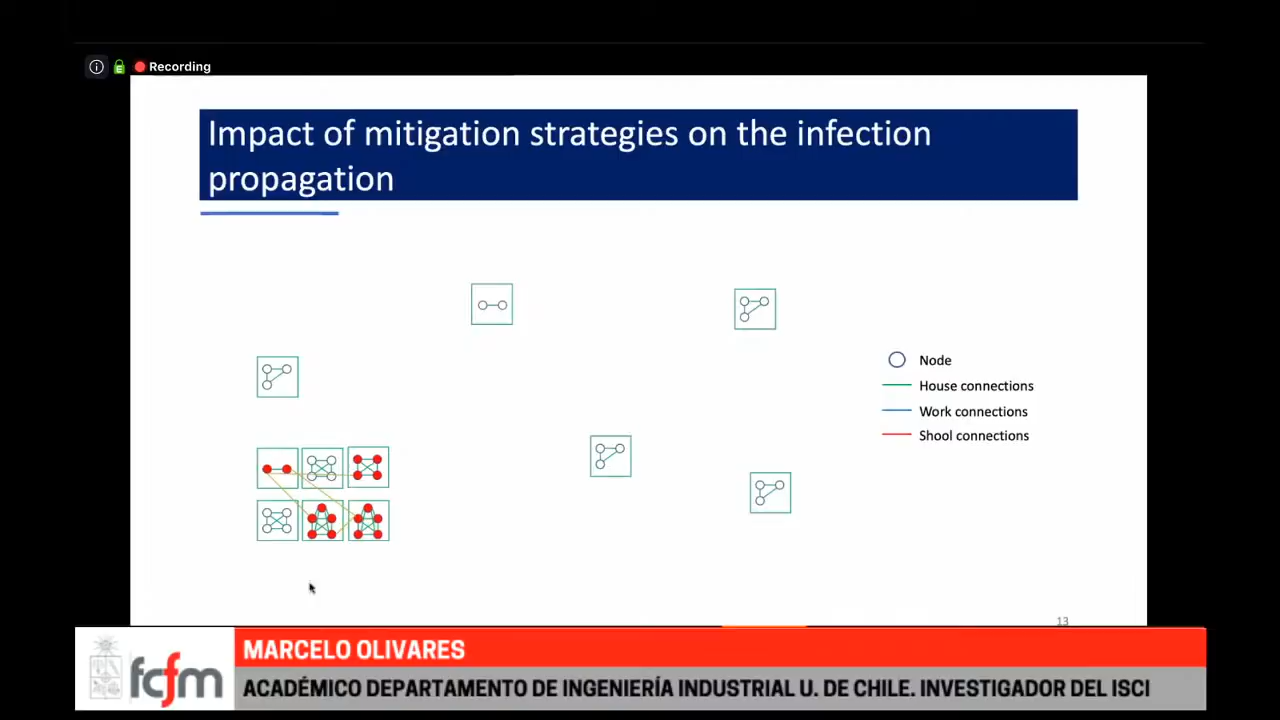 Recording
Impact of mitigation strategies on the infection
propagation
Node
House connections
Work connections
Shool connections
13
fcfm
MARCELO OLIVARES
ACADÉMICO DEPARTAMENTO DE INGENIERÍA INDUSTRIAL U. DE CHILE. INVESTIGADOR DEL ISCI